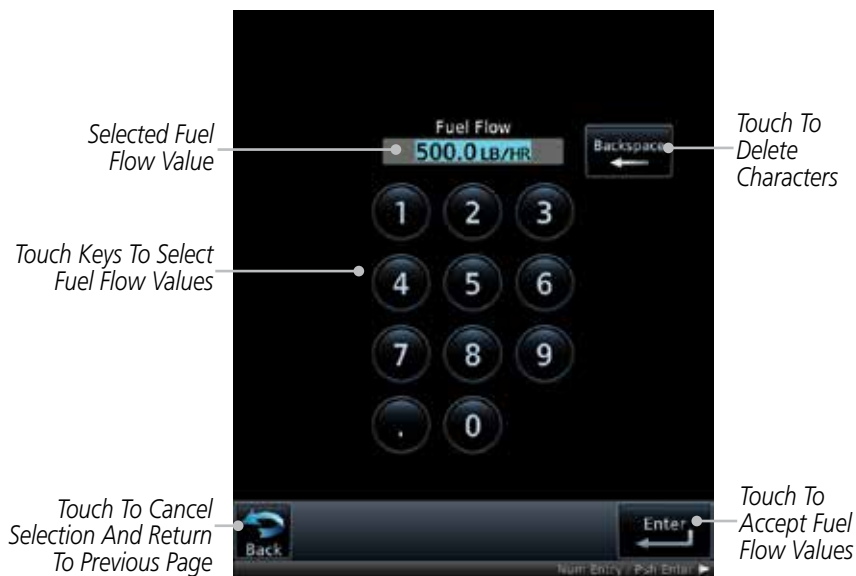 Fuel Flow
500.0 LB/HR
Backspace
Selected Fuel
Flow Value
Touch To
Delete
Characters
1 2 3
Touch Keys To Select
Fuel Flow Values
4 5 6
7 8 9
. 0
Touch To Cancel
Selection And Return
To Previous Page
Back
Enter
Touch To
Accept Fuel
Flow Values
Num Entry / Psh Enter